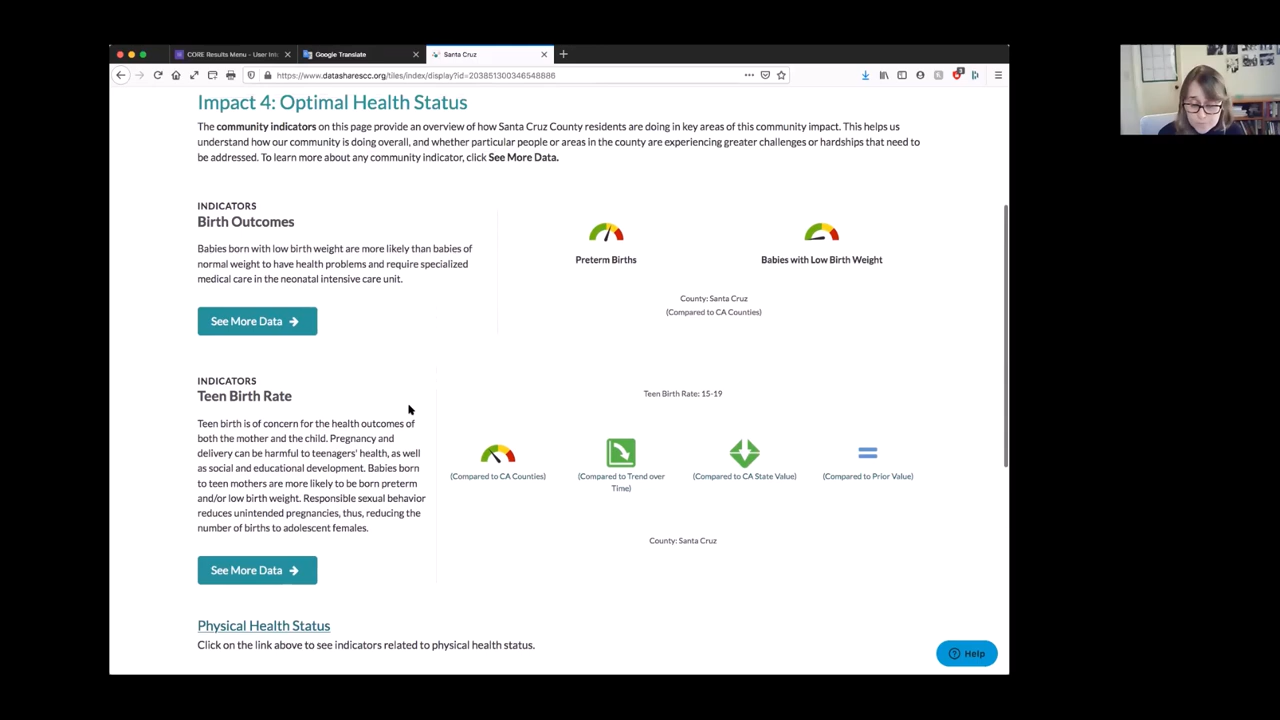 CORE Results Menu - User Int
Google Translate
Santa Cruz
https://www.datasharescc.org/tiles/index/display?id=203851300346548886
Impact 4: Optimal Health Status
The community indicators on this page provide an overview of how Santa Cruz County residents are doing in key areas of this community impact. This helps us
understand how our community is doing overall, and whether particular people or areas in the county are experiencing greater challenges or hardships that need to
be addressed. To learn more about any community indicator, click See More Data.
INDICATORS
Birth Outcomes
Babies born with low birth weight are more likely than babies of
normal weight to have health problems and require specialized
medical care in the neonatal intensive care unit.
See More Data
Preterm Births
Babies with Low Birth Weight
County: Santa Cruz
(Compared to CA Counties)
INDICATORS
Teen Birth Rate
Teen birth is of concern for the health outcomes of
both the mother and the child. Pregnancy and
delivery can be harmful to teenagers' health, as well
as social and educational development. Babies born
to teen mothers are more likely to be born preterm
and/or low birth weight. Responsible sexual behavior
reduces unintended pregnancies, thus, reducing the
number of births to adolescent females.
See More Data
Teen Birth Rate: 15-19
(Compared to CA Counties)
(Compared to Trend over
Time)
(Compared to CA State Value)
(Compared to Prior Value)
County: Santa Cruz
Physical Health Status
Click on the link above to see indicators related to physical health status.
Help